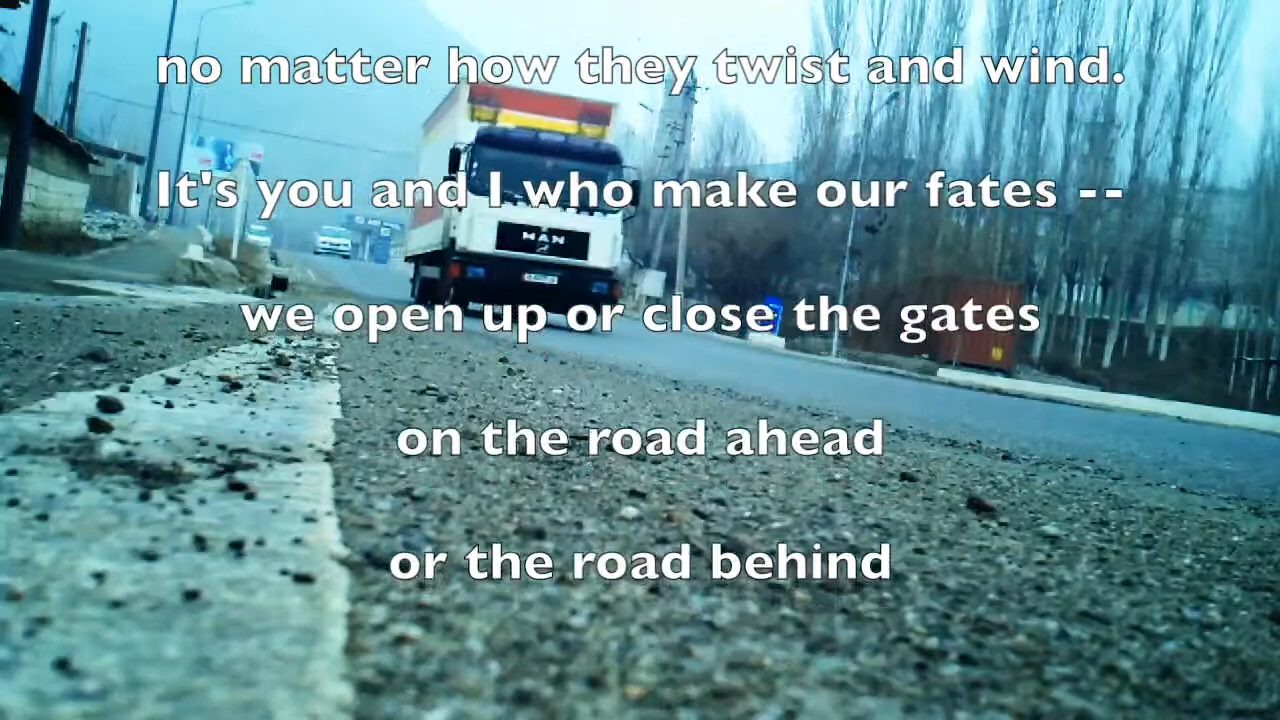 no matter how they twist and wind.
It's you and I who make our fates --
MAN
we open up or close the gates
on the road ahead
or the road behind